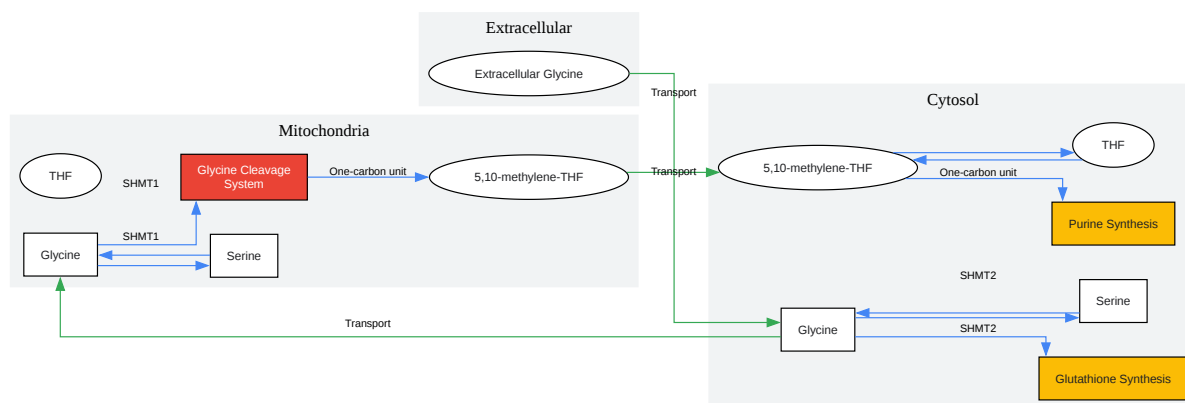 Extracellular
Extracellular Glycine
Transport
Cytosol
Mitochondria
THF
SHMT1
Glycine Cleavage
System
One-carbon unit
5,10-methylene-THF
Transport
5,10-methylene-THF
THF
One-carbon unit
Purine Synthesis
SHMT1
Glycine
Serine
SHMT2
Serine
Transport
Glycine
SHMT2
Glutathione Synthesis